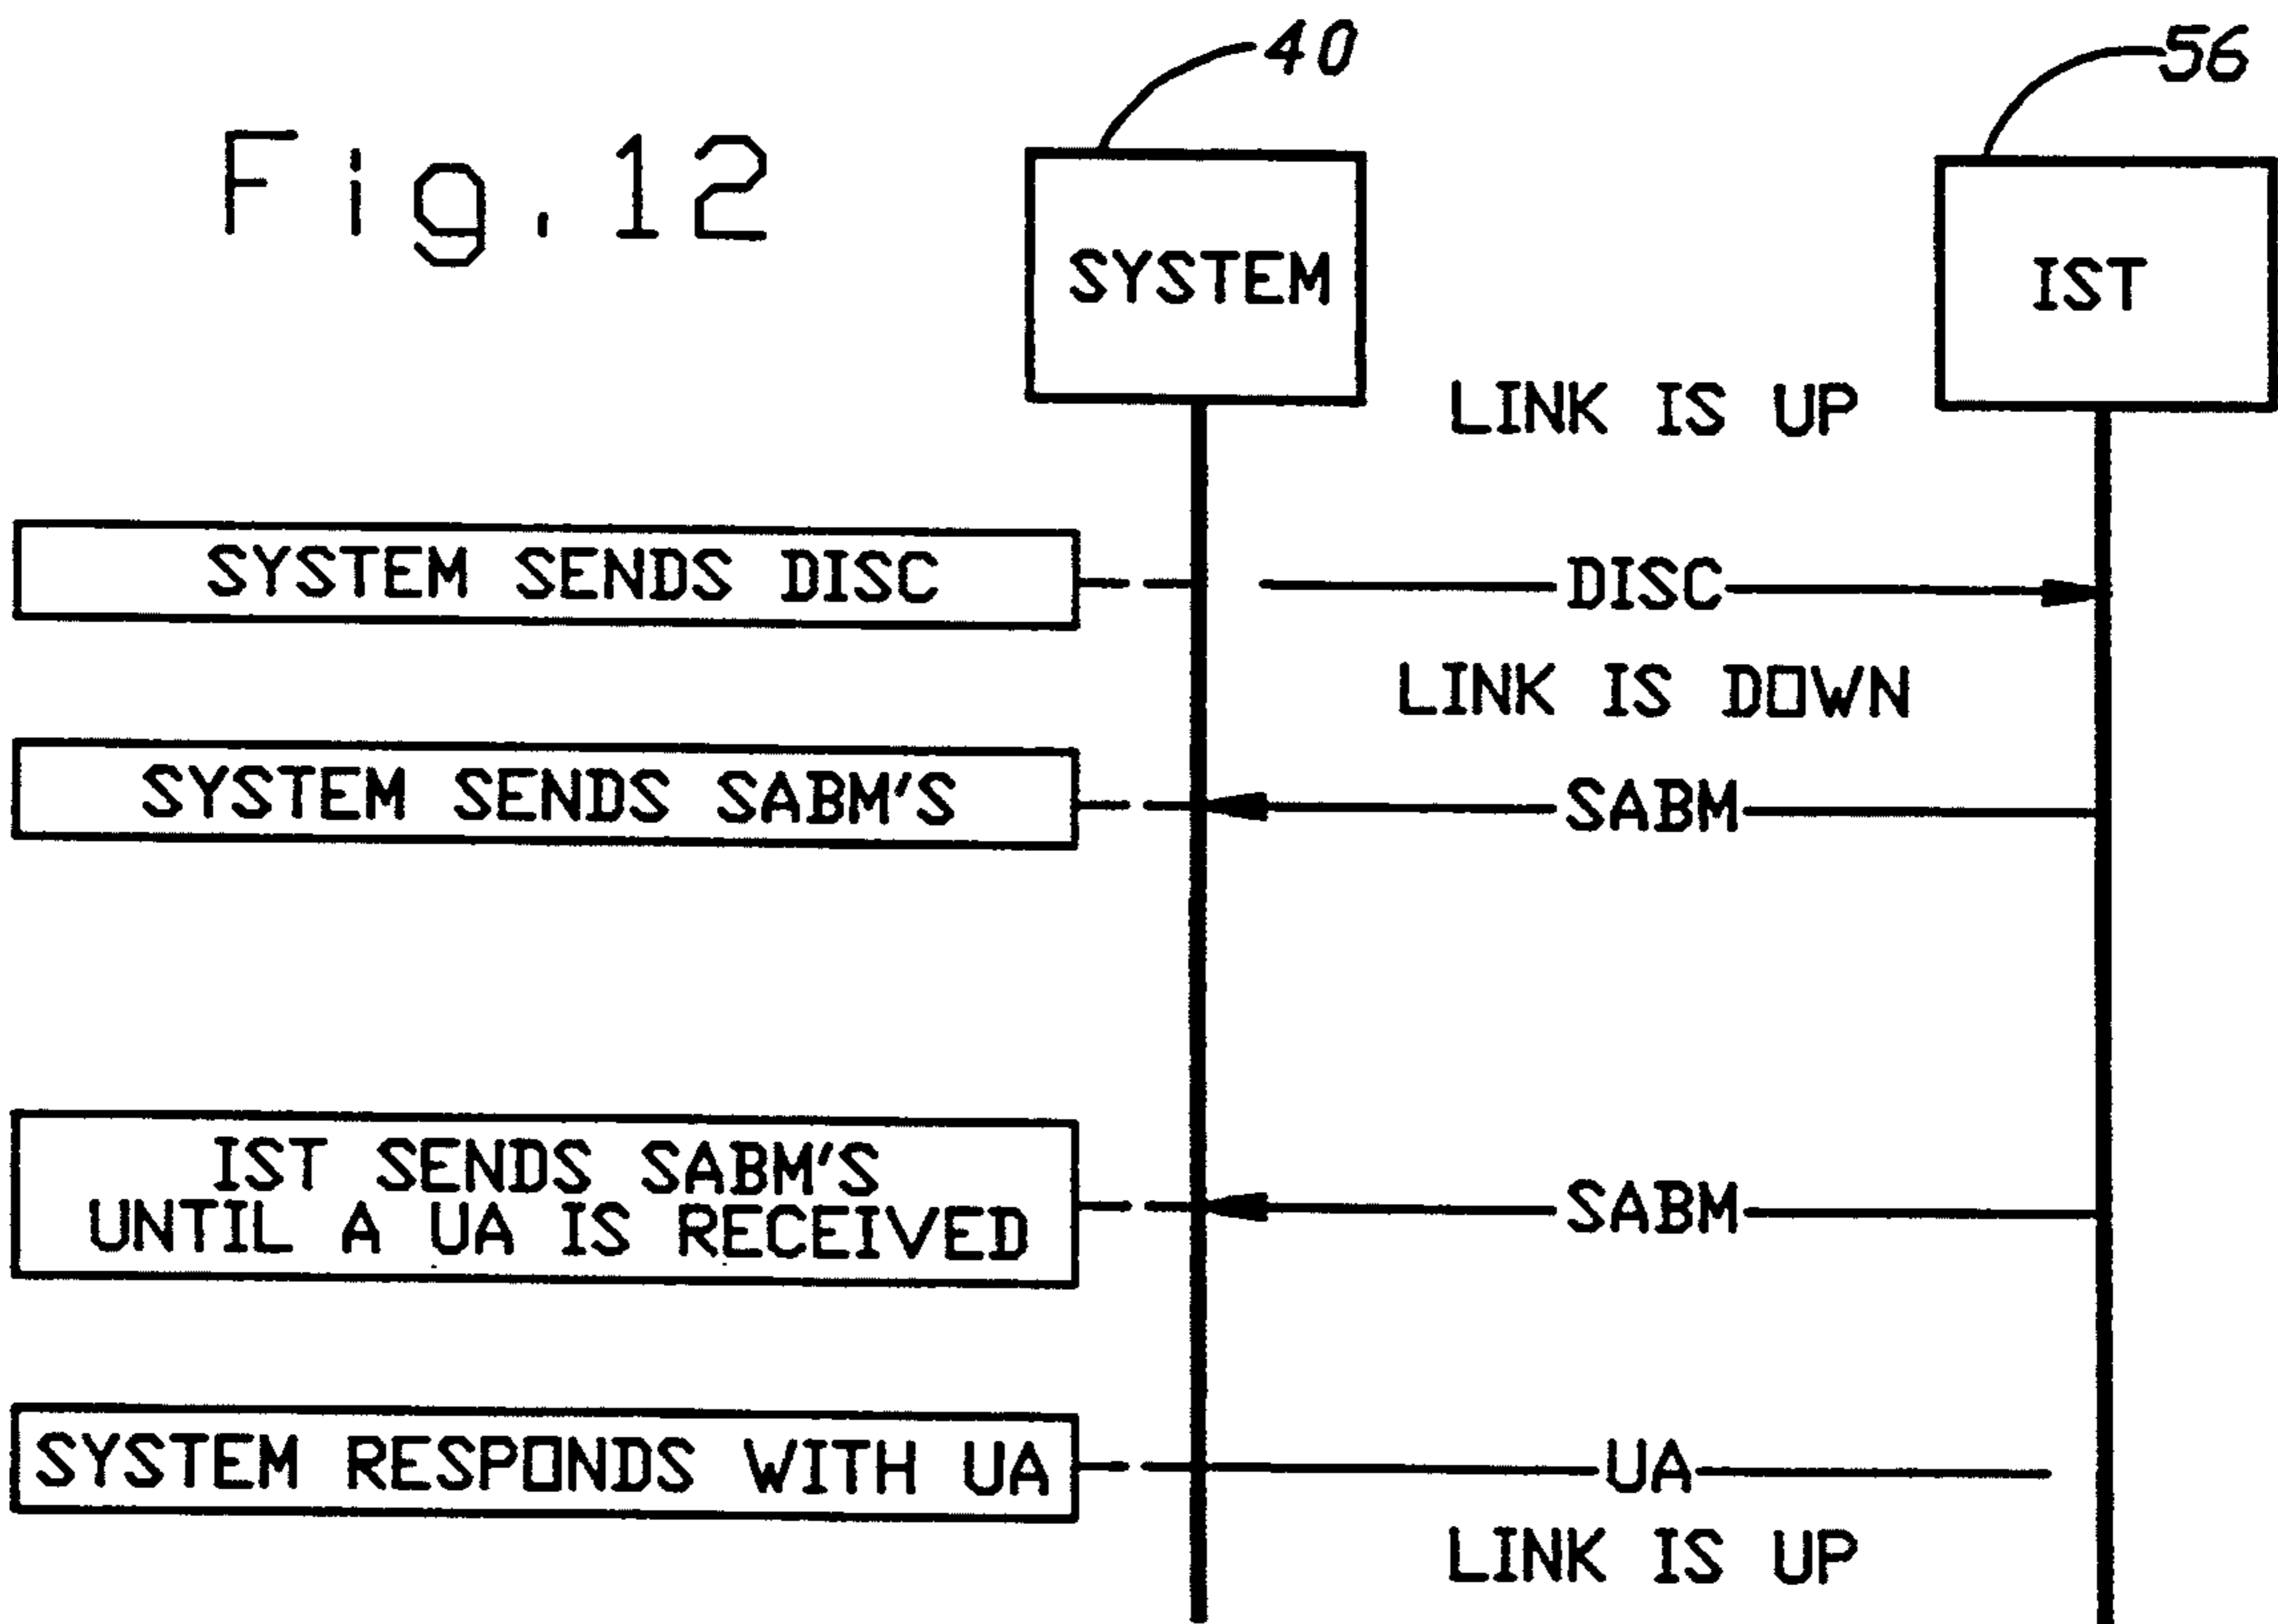 40
56
Fig.12
SYSTEM
IST
LINK IS UP
SYSTEM SENDS DISC
DISC
LINK IS DOWN
SYSTEM SENDS SABM'S
SABM
IST SENDS SABM'S
UNTIL A UA IS RECEIVED
SABM
SYSTEM RESPONDS WITH UA
UA
LINK IS UP